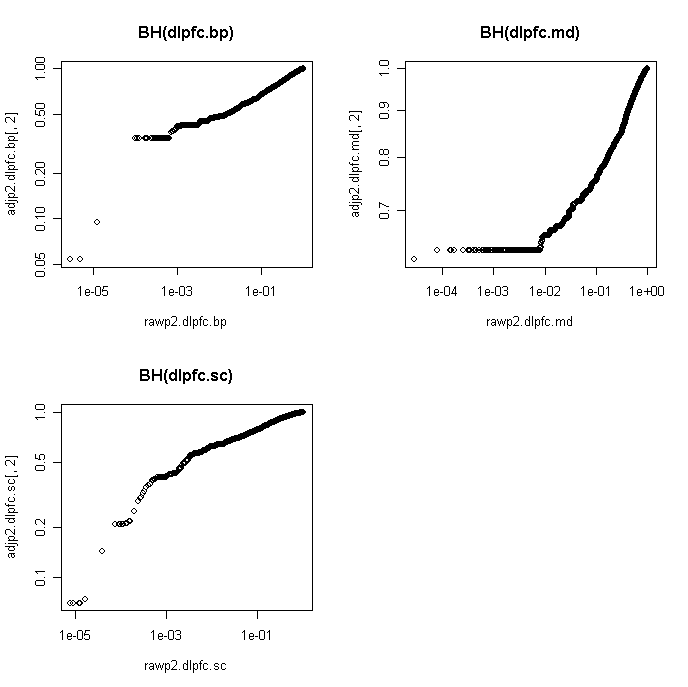 BH(dlpfc.bp)
adjp2.dlpfc.bp[, 2]
1.00
0.50
0.20
0.10
0.05
1e-05 1e-03 1e-01
rawp2.dlpfc.bp
BH(dlpfc.md)
adjp2.dlpfc.md[, 2]
1.0
0.9
0.8
0.7
1e-04 1e-03 1e-02 1e-01 1e+00
rawp2.dlpfc.md
BH(dlpfc.sc)
adjp2.dlpfc.sc[, 2]
1.0
0.5
0.2
0.1
1e-05 1e-03 1e-01
rawp2.dlpfc.sc